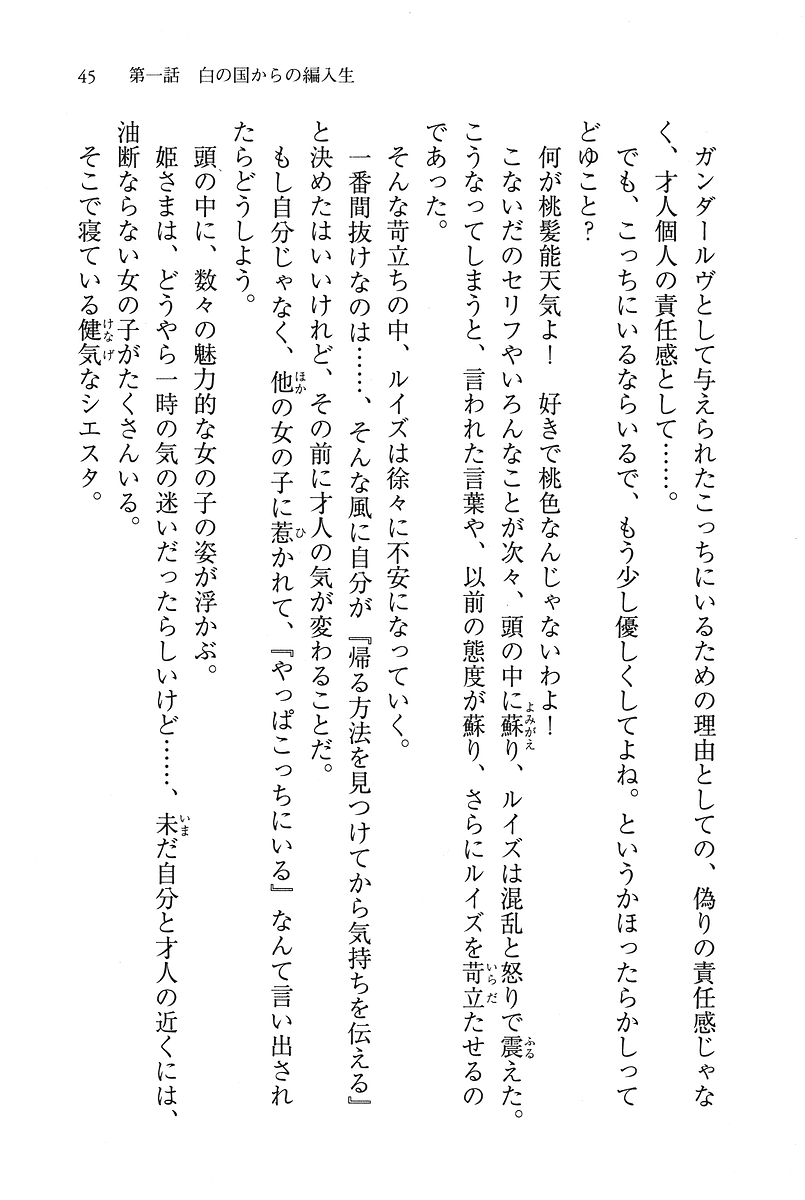 45　第一話　白の国からの編入生
ガンダールヴとして与えられたこっちにいるための理由としての、偽りの責任感じゃな
く、才人個人の責任感として……。
でも、こっちにいるならいるで、もう少し優しくしてよね。というかほったらかしって
どゆこと？
何が桃髪能天気よ！　好きで桃色なんじゃないわよ！
こないだのセリフやいろんなことが次々、頭の中に蘇り、ルイズは混乱と怒りで震えた。
こうなってしまうと、言われた言葉や、以前の態度が蘇り、さらにルイズを苛立たせるの
であった。
そんな苛立ちの中、ルイズは徐々に不安になっていく。
一番間抜けなのは……、そんな風に自分が『帰る方法を見つけてから気持ちを伝える』
と決めたはいいけれど、その前に才人の気が変わることだ。
もし自分じゃなく、他の女の子に惹かれて、『やっぱこっちにいる』なんて言い出され
たらどうしよう。
頭の中に、数々の魅力的な女の子の姿が浮かぶ。
姫さまは、どうやら一時の気の迷いだったらしいけど……、未だ自分と才人の近くには、
油断ならない女の子がたくさんいる。
そこで寝ている健気なシエスタ。